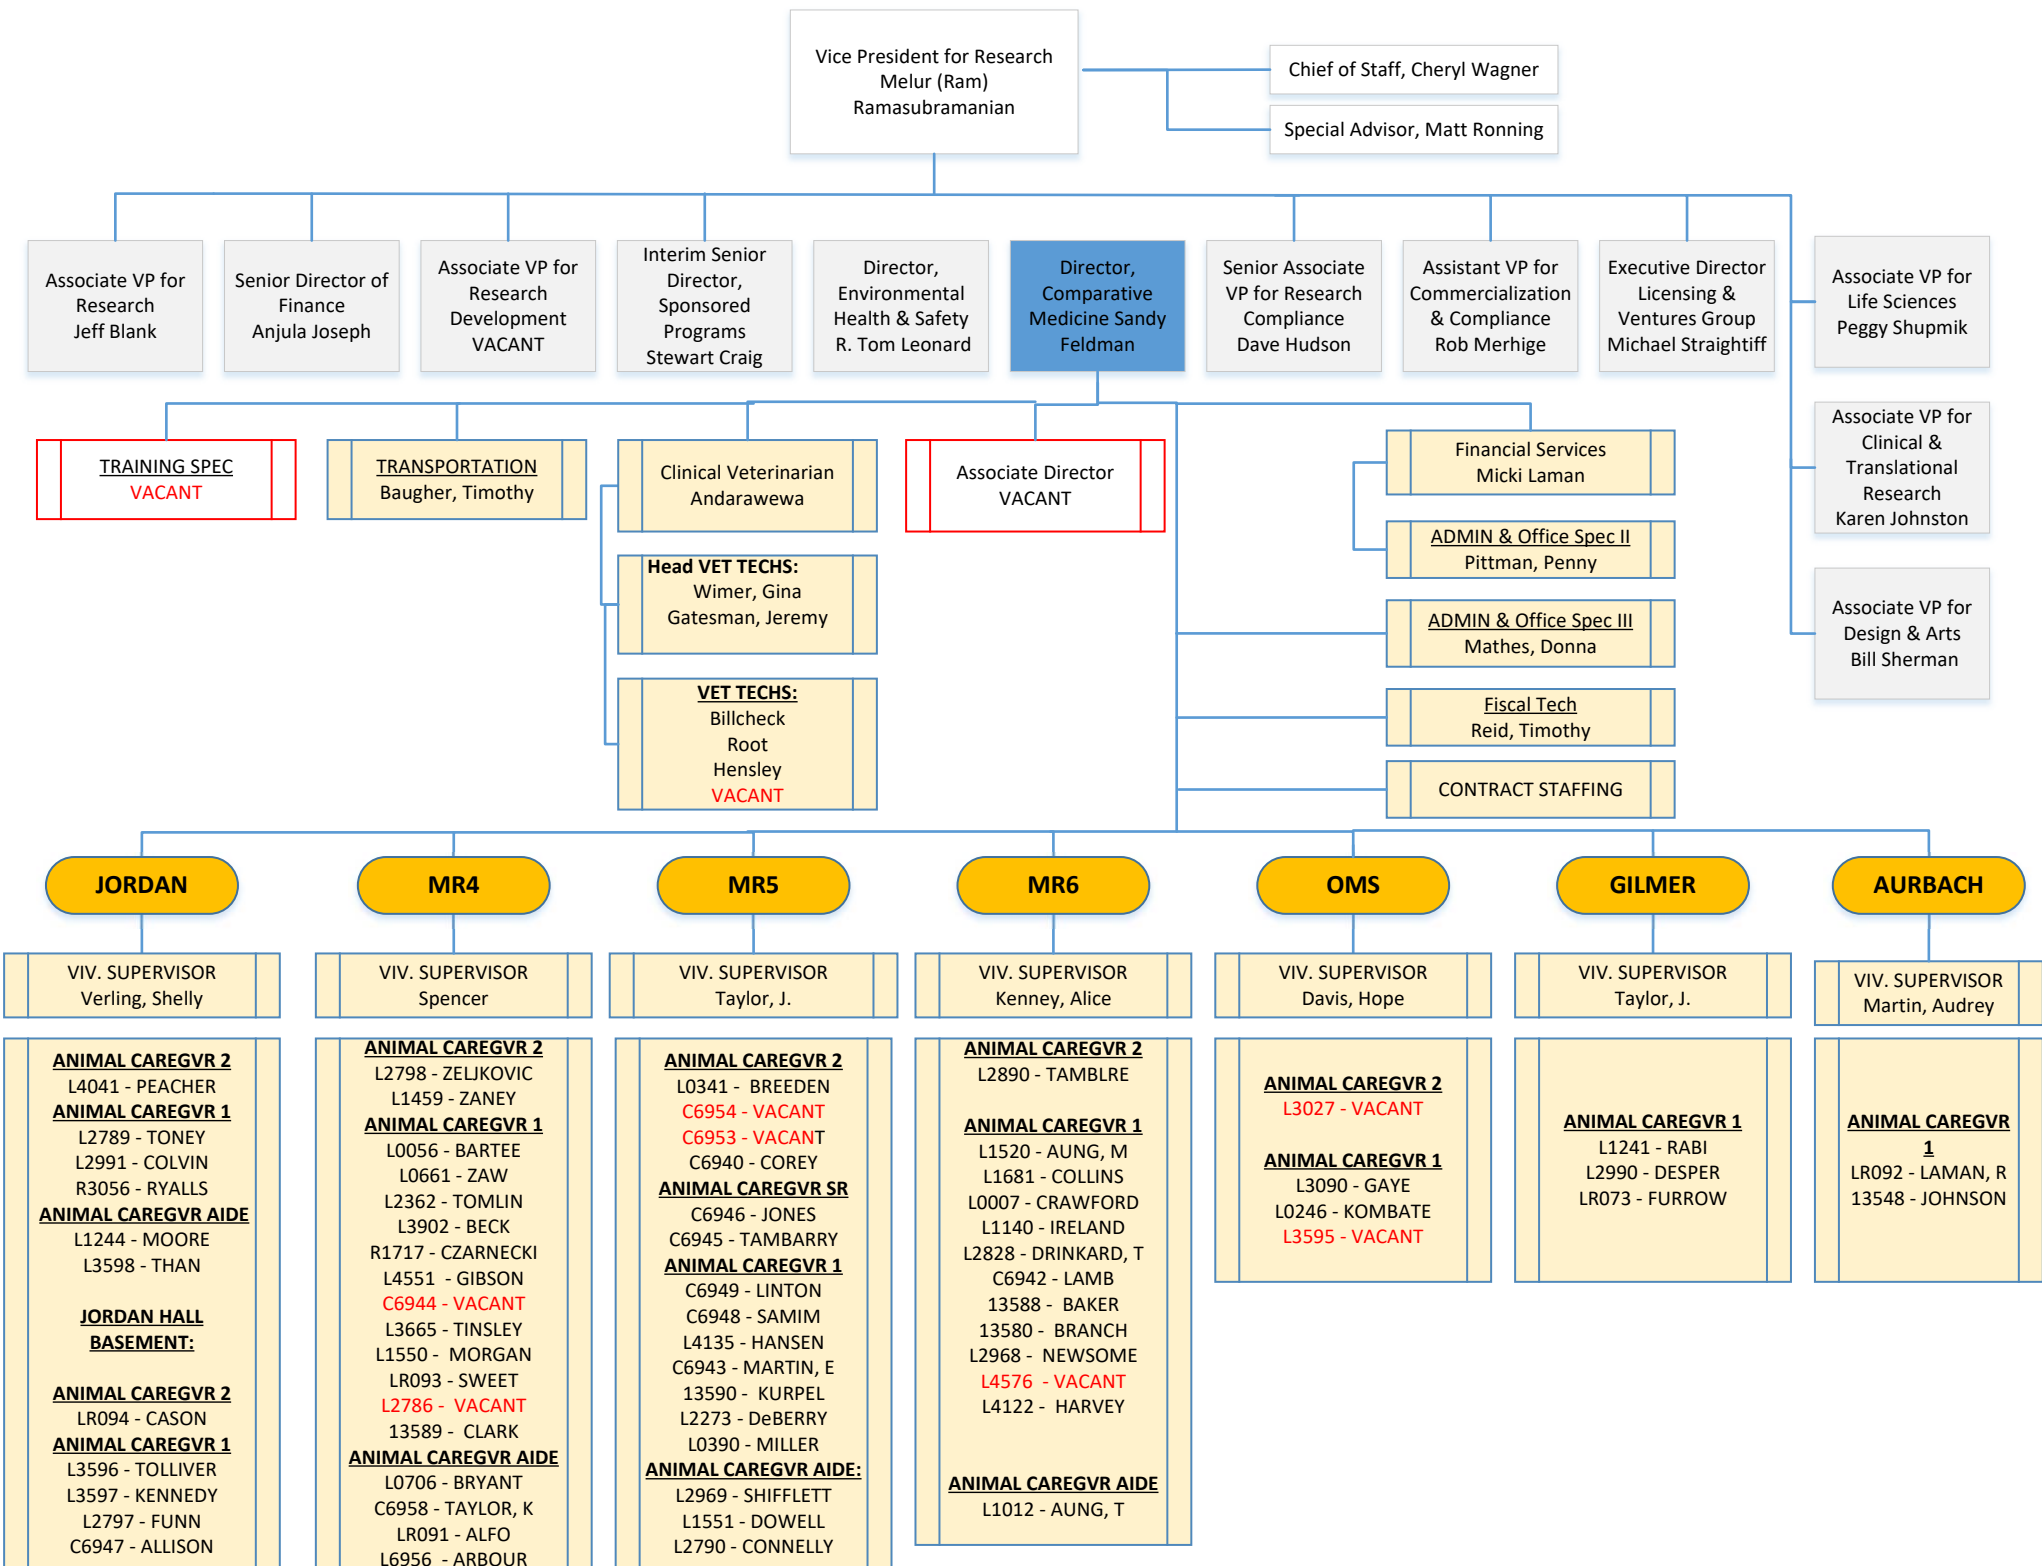 Vice President for Research
Melur (Ram)
Ramasubramanian
Chief of Staff, Cheryl Wagner
Special Advisor, Matt Ronning
Associate VP for
Research
Jeff Blank
Senior Director of
Finance
Anjula Joseph
Associate VP for
Research
Development
VACANT
Interim Senior
Director,
Sponsored
Programs
Stewart Craig
Director,
Environmental
Health & Safety
R. Tom Leonard
Director,
Comparative
Medicine Sandy
Feldman
Senior Associate
VP for Research
Compliance
Dave Hudson
Assistant VP for
Commercialization
& Compliance
Rob Merhige
Executive Director
Licensing &
Ventures Group
Michael Straightiff
Associate VP for
Life Sciences
Peggy Shupmik
Associate VP for
Clinical &
Translational
Research
Karen Johnston
Associate VP for
Design & Arts
Bill Sherman
TRAINING SPEC
VACANT
TRANSPORTATION
Baugher, Timothy
Clinical Veterinarian
Andarawewa
Head VET TECHS:
Wimer, Gina
Gatesman, Jeremy
VET TECHS:
Billcheck
Root
Hensley
VACANT
Associate Director
VACANT
Financial Services
Micki Laman
ADMIN & Office Spec II
Pittman, Penny
ADMIN & Office Spec III
Mathes, Donna
Fiscal Tech
Reid, Timothy
CONTRACT STAFFING
JORDAN
VIV. SUPERVISOR
Verling, Shelly
ANIMAL CAREGVR 2
L4041 - PEACHER
ANIMAL CAREGVR 1
L2789 - TONEY
L2991 - COLVIN
R3056 - RYALLS
ANIMAL CAREGVR AIDE
L1244 - MOORE
L3598 - THAN
JORDAN HALL
BASEMENT:
ANIMAL CAREGVR 2
LR094 - CASON
ANIMAL CAREGVR 1
L3596 - TOLLIVER
L3597 - KENNEDY
L2797 - FUNN
C6947 - ALLISON
MR4
VIV. SUPERVISOR
Spencer
ANIMAL CAREGVR 2
L2798 - ZELJKOVIC
L1459 - ZANEY
ANIMAL CAREGVR 1
L0056 - BARTEE
L0661 - ZAW
L2362 - TOMLIN
L3902 - BECK
R1717 - CZARNECKI
L4551 - GIBSON
C6944 - VACANT
L3665 - TINSLEY
L1550 - MORGAN
LR093 - SWEET
L2786 - VACANT
13589 - CLARK
ANIMAL CAREGVR AIDE
L0706 - BRYANT
C6958 - TAYLOR, K
LR091 - ALFO
L6956 - ARBOUR
MR5
VIV. SUPERVISOR
Taylor, J.
ANIMAL CAREGVR 2
L0341 - BREEDEN
C6954 - VACANT
C6953 - VACANT
C6940 - COREY
ANIMAL CAREGVR SR
C6946 - JONES
C6945 - TAMBARRY
ANIMAL CAREGVR 1
C6949 - LINTON
C6948 - SAMIM
L4135 - HANSEN
C6943 - MARTIN, E
13590 - KURPEL
L2273 - DeBERRY
L0390 - MILLER
ANIMAL CAREGVR AIDE:
L2969 - SHIFFLETT
L1551 - DOWELL
L2790 - CONNELLY
MR6
VIV. SUPERVISOR
Kenney, Alice
ANIMAL CAREGVR 2
L2890 - TAMBLRE
ANIMAL CAREGVR 1
L1520 - AUNG, M
L1681 - COLLINS
L0007 - CRAWFORD
L1140 - IRELAND
L2828 - DRINKARD, T
C6942 - LAMB
13588 - BAKER
13580 - BRANCH
L2968 - NEWSOME
L4576 - VACANT
L4122 - HARVEY
ANIMAL CAREGVR AIDE
L1012 - AUNG, T
OMS
VIV. SUPERVISOR
Davis, Hope
ANIMAL CAREGVR 2
L3027 - VACANT
ANIMAL CAREGVR 1
L3090 - GAYE
L0246 - KOMBATE
L3595 - VACANT
GILMER
VIV. SUPERVISOR
Taylor, J.
ANIMAL CAREGVR 1
L1241 - RABI
L2990 - DESPER
LR073 - FURROW
AURBACH
VIV. SUPERVISOR
Martin, Audrey
ANIMAL CAREGVR
1
LR092 - LAMAN, R
13548 - JOHNSON